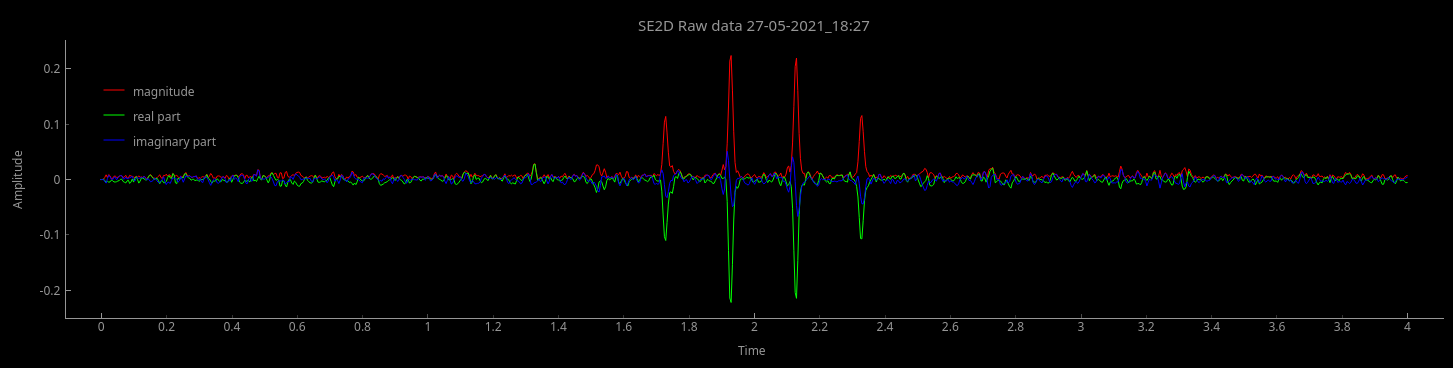 SE2D Raw data 27-05-2021_18:27
magnitude
real part
imaginary part
Amplitude
0.2
0.1
0
-0.1
-0.2
0 0.2 0.4 0.6 0.8 1 1.2 1.4 1.6 1.8 2 2.2 2.4 2.6 2.8 3 3.2 3.4 3.6 3.8 4
Time